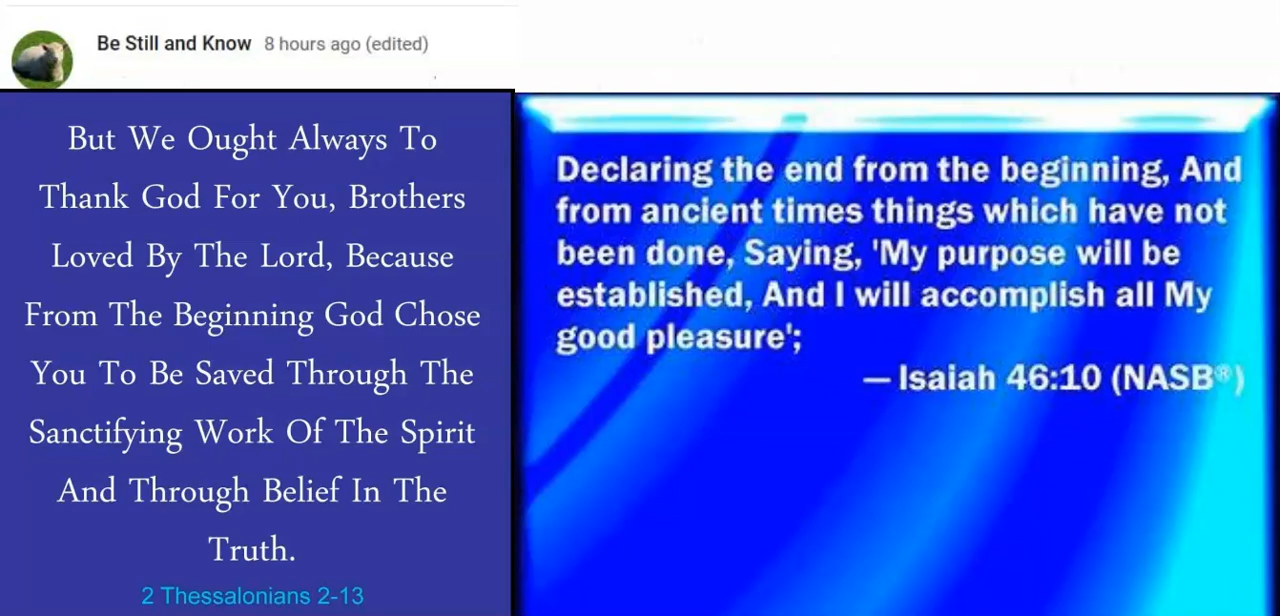 Be Still and Know 8 hours ago (edited)
But We Ought Always To
Thank God For You, Brothers
Loved By The Lord, Because
From The Beginning God Chose
You To Be Saved Through The
Sanctifying Work Of The Spirit
And Through Belief In The
Truth.
2 Thessalonians 2-13
Declaring the end from the beginning, And
from ancient times things which have not
been done, Saying, 'My purpose will be
established, And I will accomplish all My
good pleasure';
— Isaiah 46:10 (NASB®)